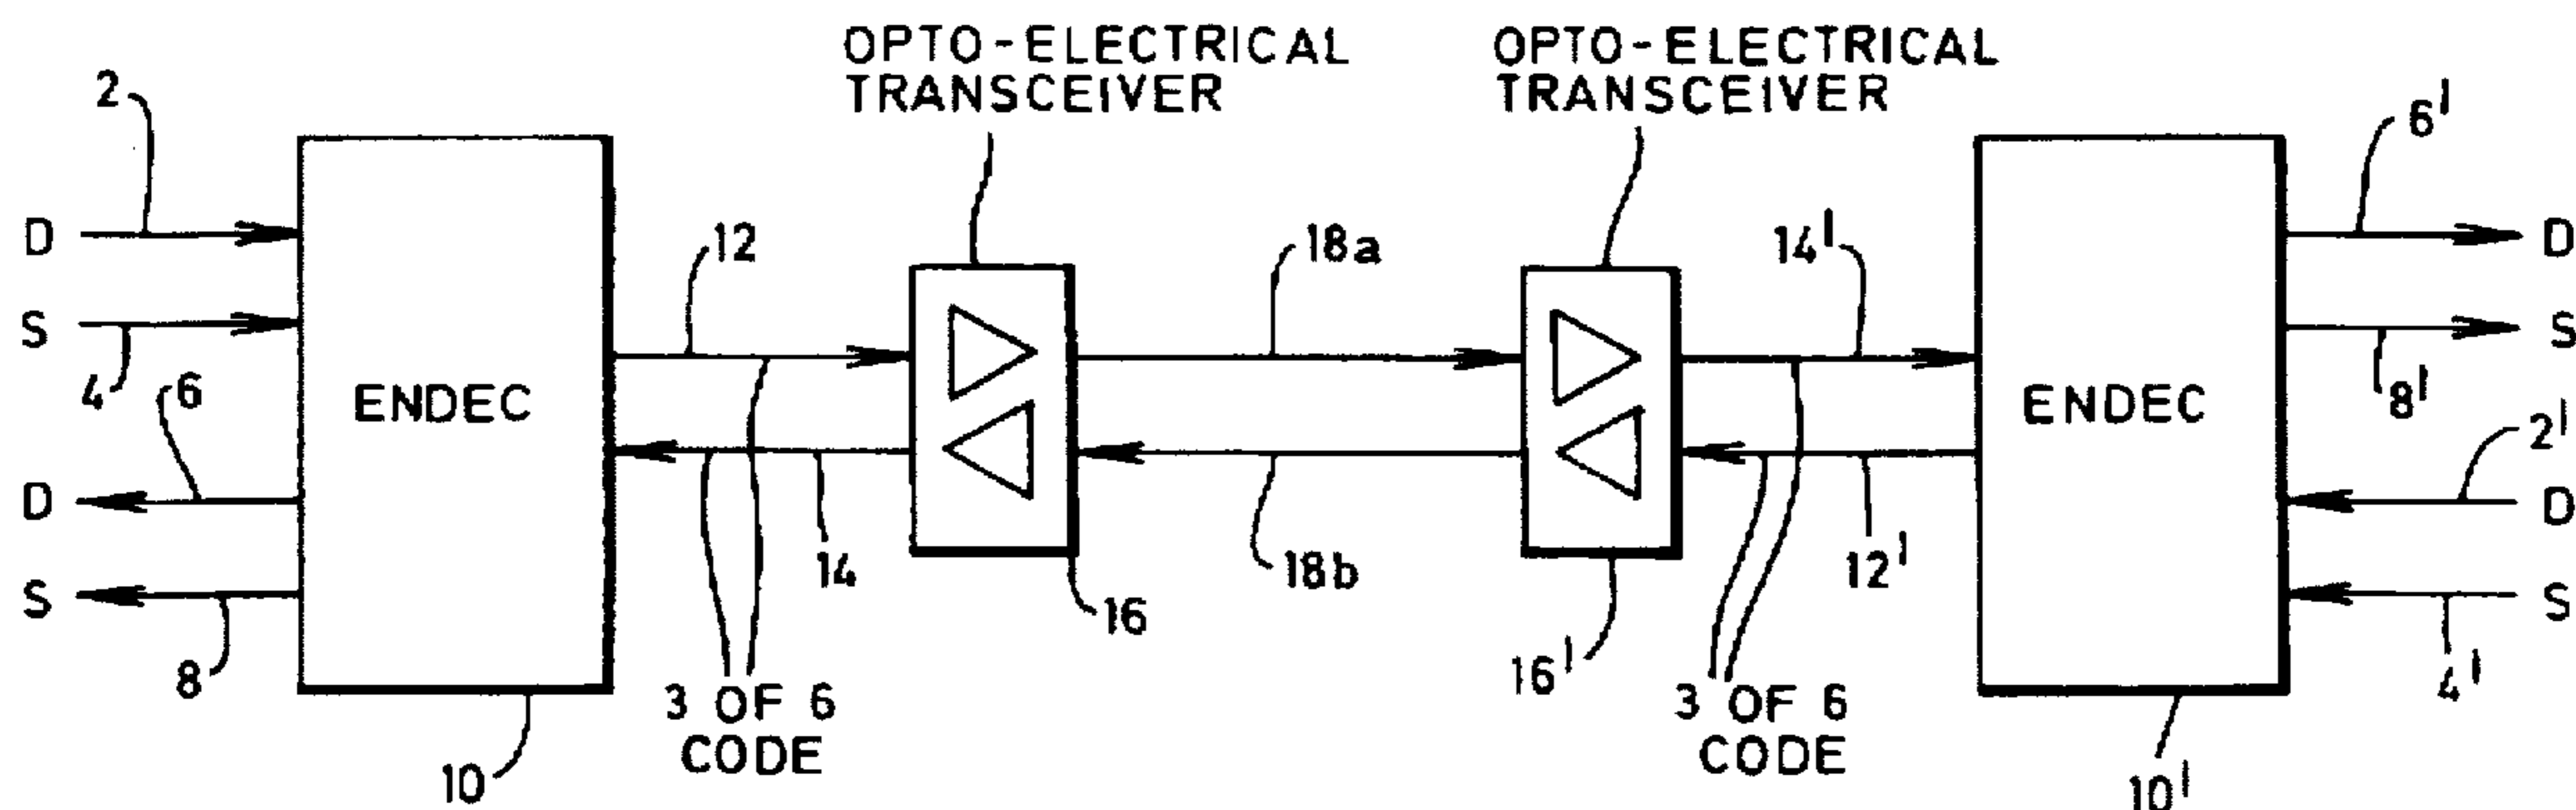 OPTO-ELECTRICAL
TRANSCEIVER
OPTO-ELECTRICAL
TRANSCEIVER
2
6'
D
D
12
18a
14'
S
S
4
6
ENDEC
ENDEC
8'
2'
D
D
14
18b
12'
S
S
16
8
16'
4'
3 OF 6
CODE
3 OF 6
CODE
10
10'